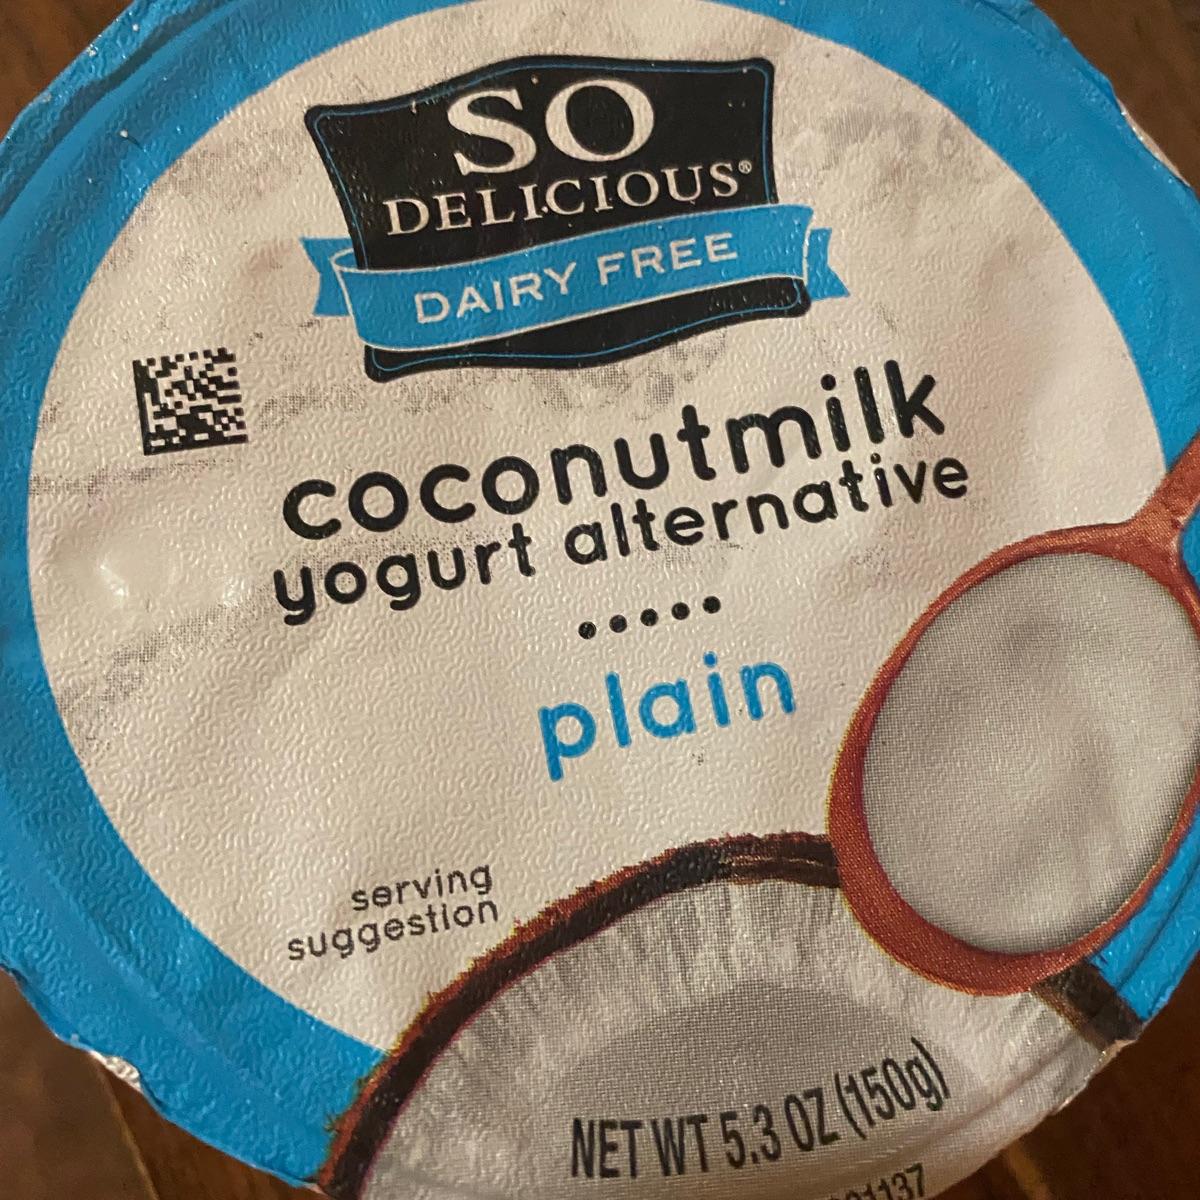 SO
DELICIOUS®
DAIRY FREE
coconutmilk
yogurt alternative
plain
serving
suggestion
NET WT 5.3 OZ (150g)